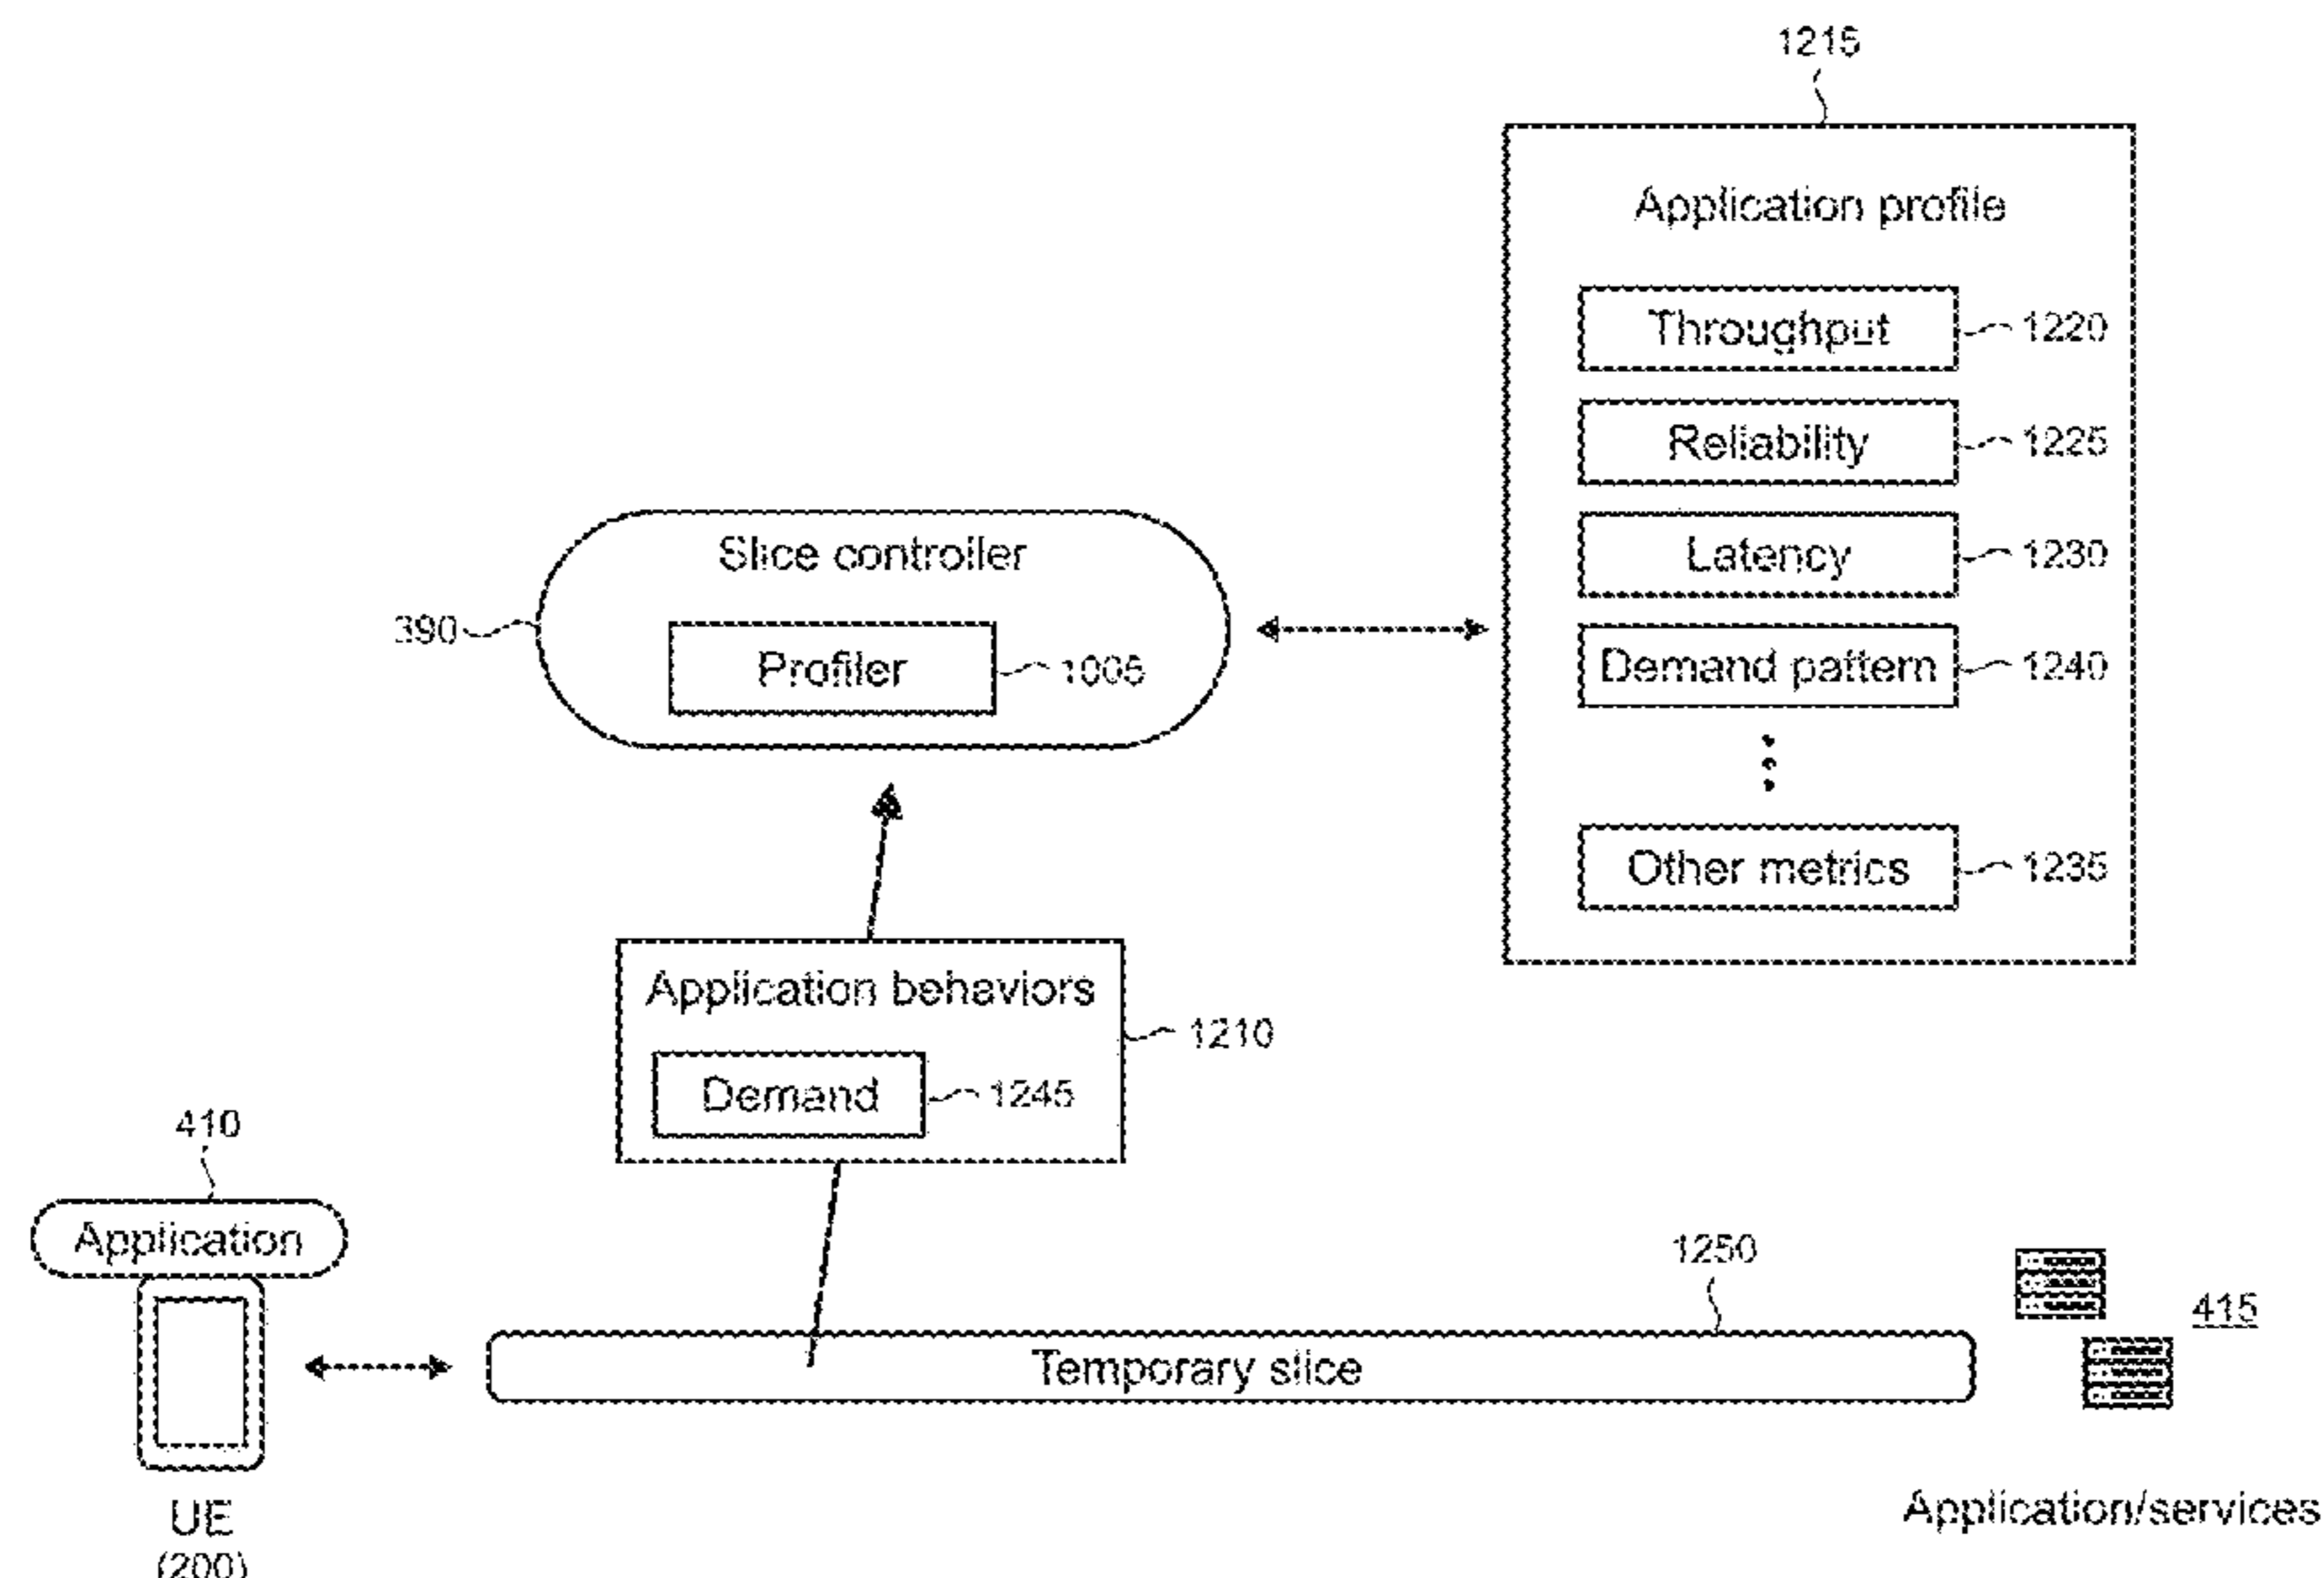 1215
Application profile
Throughput 1220
Reliability 1225
Latency 1230
Demand pattern 1240
Other metrics 1235
Slice controller
390
Profiler 1005
Application behaviors
1210
Demand 1245
410
Application
1250
Temporary slice
415
UE
(200)
Application/services